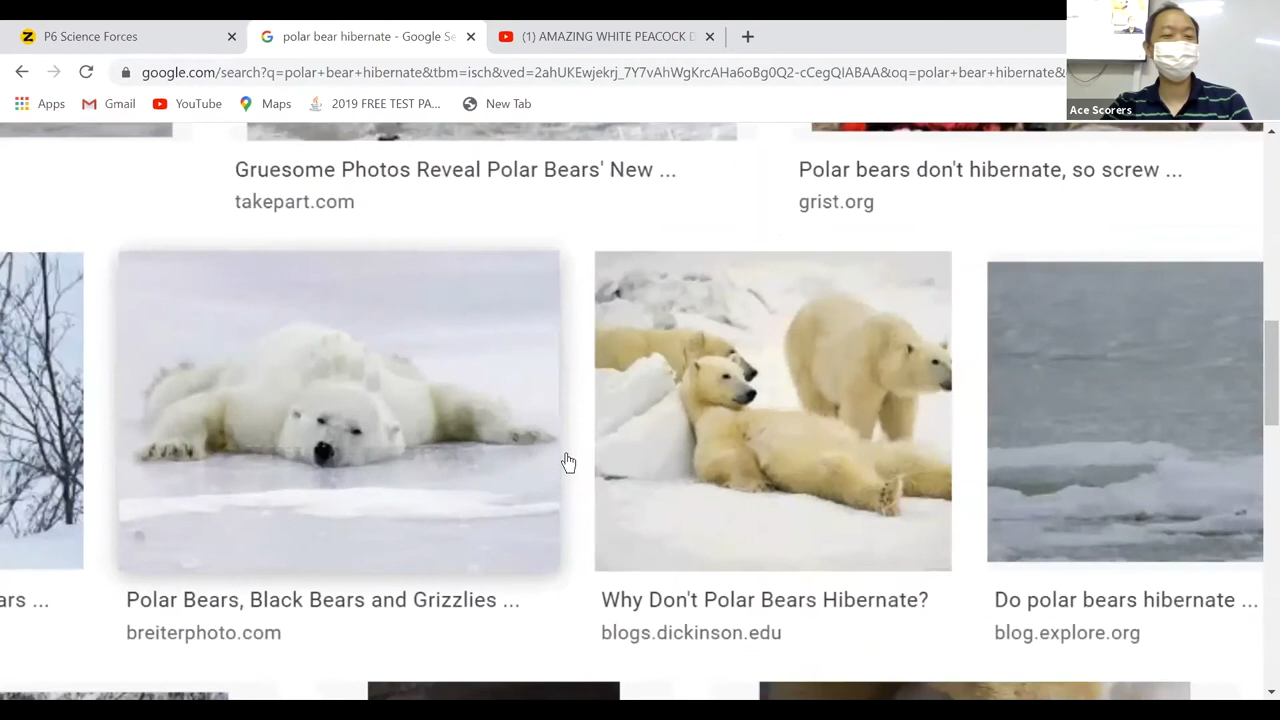 P6 Science Forces
polar bear hibernate - Google Se
(1) AMAZING WHITE PEACOCK D
google.com/search?q=polar+bear+hibernate&tbm=isch&ved=2ahUKEwjekrj_7Y7vAhWgKrcAHa6oBg0Q2-cCegQIABAA&oq=polar+bear+hibernate&
Apps
Gmail
YouTube
Maps
2019 FREE TEST PA...
New Tab
Ace Scorers
Gruesome Photos Reveal Polar Bears' New ...
takepart.com
Polar bears don't hibernate, so screw ...
grist.org
ars ...
Polar Bears, Black Bears and Grizzlies ...
breiterphoto.com
Why Don't Polar Bears Hibernate?
blogs.dickinson.edu
Do polar bears hibernate ...
blog.explore.org